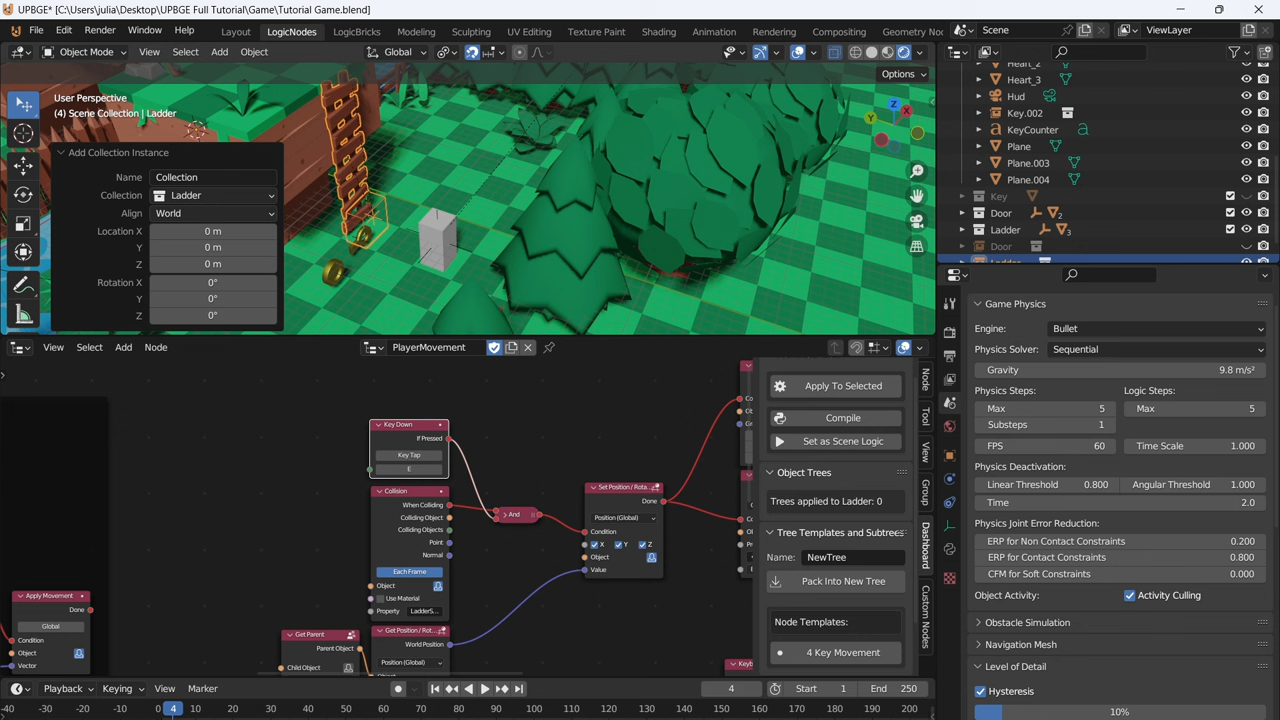 UPBGE* [C:\Users\julia\Desktop\UPBGE Full Tutorial\Game\Tutorial Game.blend]
File Edit Render Window Help Layout LogicNodes LogicBricks Modeling Sculpting UV Editing Texture Paint Shading Animation Rendering Compositing Geometry No Scene ViewLayer
Object Mode View Select Add Object Global
Options
User Perspective
(4) Scene Collection | Ladder
Add Collection Instance
Name Collection
Collection Ladder
Align World
Location X 0 m
Y 0 m
Z 0 m
Rotation X 0°
Y 0°
Z 0°
Z
Y
X
Heart_2
Heart_3
Hud
Key.002
KeyCounter
Plane
Plane.003
Plane.004
Key
Door 2
Ladder 3
Door
Ladder
View Select Add Node PlayerMovement
Key Down
If Pressed
Key Tap
E
Collision
When Colliding
Colliding Object
Colliding Objects
Point
Normal
Each Frame
Object
Use Material
Property LadderS...
And
Set Position / Rota...
Done
Position (Global)
Condition
X Y Z
Object
Value
Get Parent
Parent Object
Child Object
Get Position / Rot...
World Position
Position (Global)
Apply Movement
Done
Global
Condition
Object
Vector
Apply To Selected
Compile
Set as Scene Logic
Object Trees
Trees applied to Ladder: 0
Tree Templates and Subtrees
Name: NewTree
Pack Into New Tree
Node Templates:
4 Key Movement
Node
Tool
View
Group
Dashboard
Custom Nodes
Game Physics
Engine: Bullet
Physics Solver: Sequential
Gravity 9.8 m/s²
Physics Steps: Logic Steps:
Max 5 Max 5
Substeps 1
FPS 60 Time Scale 1.000
Physics Deactivation:
Linear Threshold 0.800 Angular Threshold 1.000
Time 2.0
Physics Joint Error Reduction:
ERP for Non Contact Constraints 0.200
ERP for Contact Constraints 0.800
CFM for Soft Constraints 0.000
Object Activity: Activity Culling
Obstacle Simulation
Navigation Mesh
Level of Detail
Hysteresis
10%
Playback Keying View Marker 4 Start 1 End 250
-40 -30 -20 -10 0 4 10 20 30 40 50 60 70 80 90 100 110 120 130 140 150 160 170 180 190 200 210